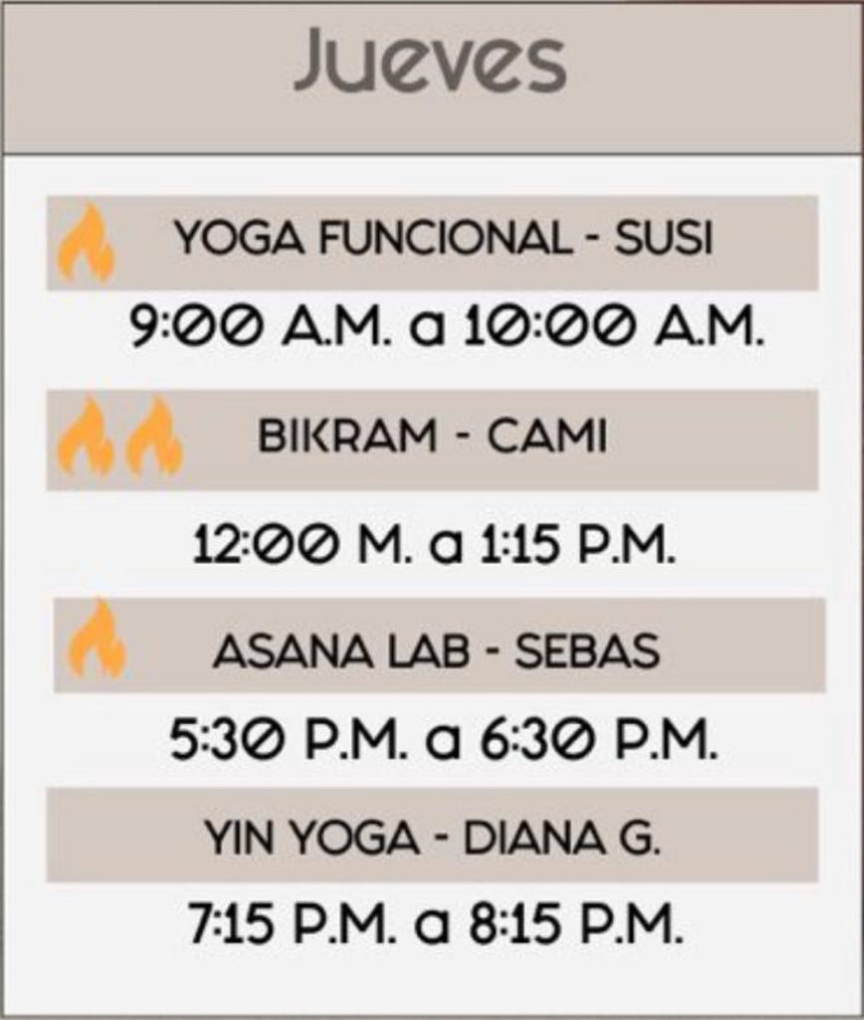 Jueves
YOGA FUNCIONAL - SUSI
9:00 A.M. a 10:00 A.M.
BIKRAM - CAMI
12:00 M. a 1:15 P.M.
ASANA LAB - SEBAS
5:30 P.M. a 6:30 P.M.
YIN YOGA - DIANA G.
7:15 P.M. a 8:15 P.M.